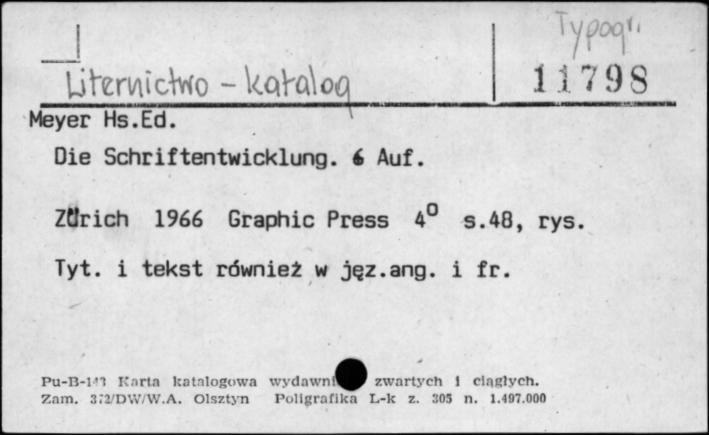 Typogr.
Liternictwo - katalog
11798
Meyer Hs.Ed.
Die Schriftentwicklung. 6 Auf.
Zürich 1966 Graphic Press 4° s.48, rys.
Tyt. i tekst również w jęz.ang. i fr.
Pu-B-143 Karta katalogowa wydawni zwartych i ciągłych.
Zam. 372/DW/W.A. Olsztyn Poligrafika L-k z. 305 n. 1.497.000